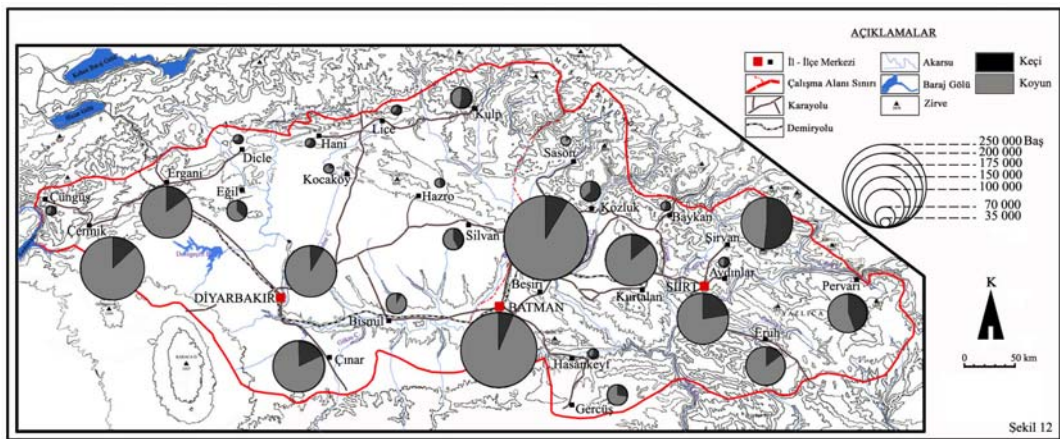 AÇIKLAMALAR
İl - İlçe Merkezi
Çalışma Alanı Sınırı
Karayolu
Demiryolu
Akarsu
Baraj Gölü
Zirve
Keçi
Koyun
250 000 Baş
200 000
175 000
150 000
100 000
70 000
35 000
K
0 50 km
Kulp
Lice
Hani
Dicle
Ergani
Eğil
Kocaköy
Hazro
Sason
Çüngüş
Çermik
Silvan
Kozluk
Baykan
Şirvan
Aydınlar
Pervari
DİYARBAKIR
Bismil
Beşiri
BATMAN
Kurtalan
SİİRT
Eruh
Çınar
Hasankeyf
Gercüş
Şekil 12